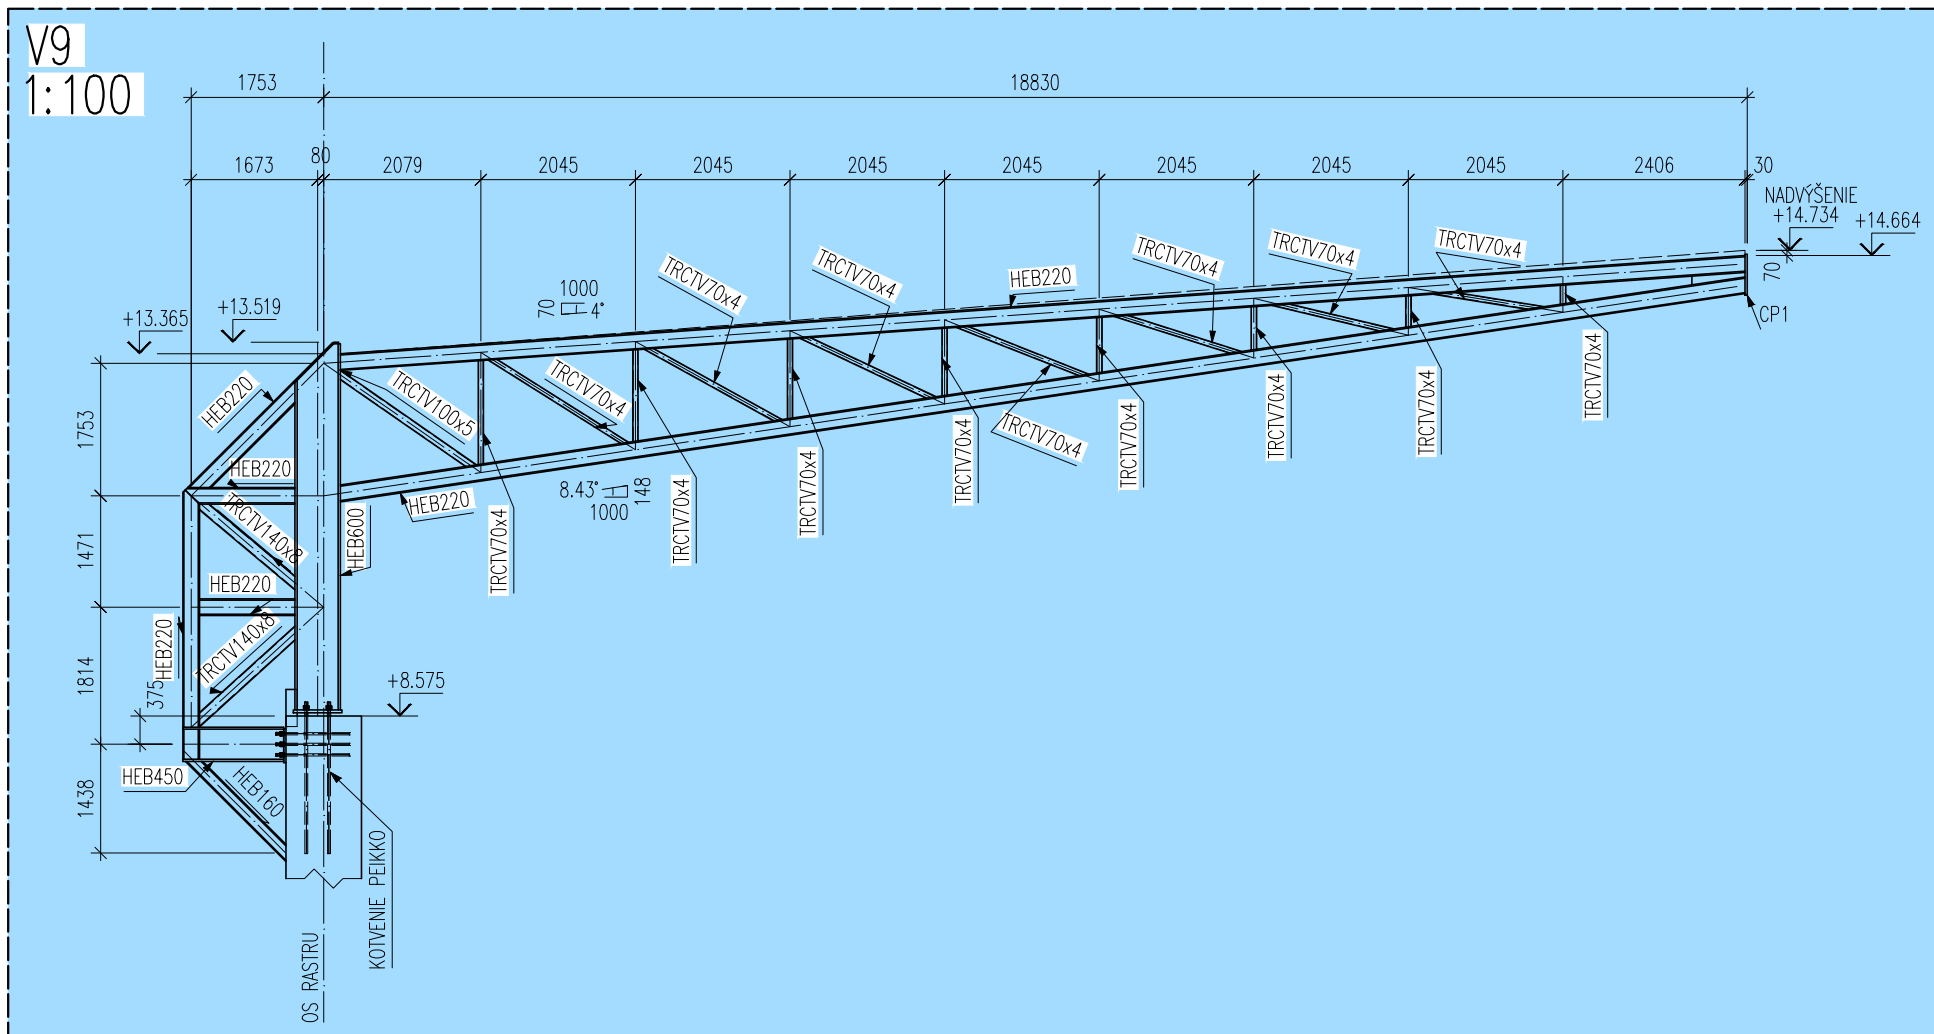 V9
1:100
1753
18830
1673
80
2079
2045
2045
2045
2045
2045
2045
2045
2406
30
NADVÝŠENIE
+14.734
+14.664
70
CP1
+13.365
+13.519
70
1000
4°
HEB220
TRCTV70x4
TRCTV70x4
TRCTV70x4
TRCTV70x4
TRCTV70x4
HEB220
TRCTV100x5
TRCTV70x4
1753
HEB220
TRCTV140x8
HEB220
TRCTV140x8
HEB220
1471
1814
375
1438
HEB600
HEB220
8.43°
148
1000
TRCTV70x4
TRCTV70x4
TRCTV70x4
TRCTV70x4
TRCTV70x4
TRCTV70x4
TRCTV70x4
TRCTV70x4
TRCTV70x4
+8.575
HEB450
HEB160
KOTVENIE PEIKKO
OS RASTRU